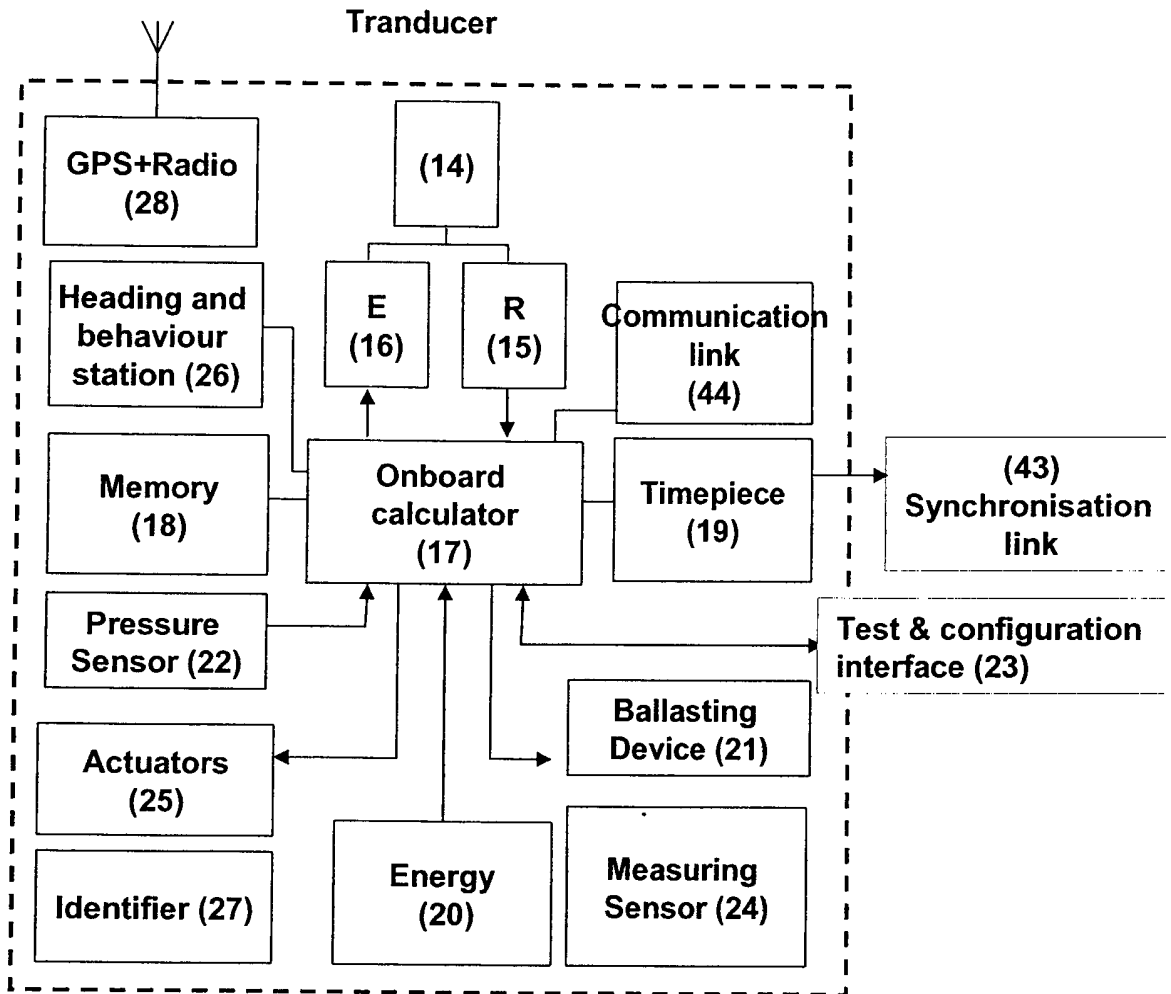 Tranducer
GPS+Radio
(28)
(14)
Heading and
behaviour
station (26)
E
(16)
R
(15)
Communication
link
(44)
Memory
(18)
Onboard
calculator
(17)
Timepiece
(19)
(43)
Synchronisation
link
Pressure
Sensor (22)
Test & configuration
interface (23)
Actuators
(25)
Ballasting
Device (21)
Identifier (27)
Energy
(20)
Measuring
Sensor (24)